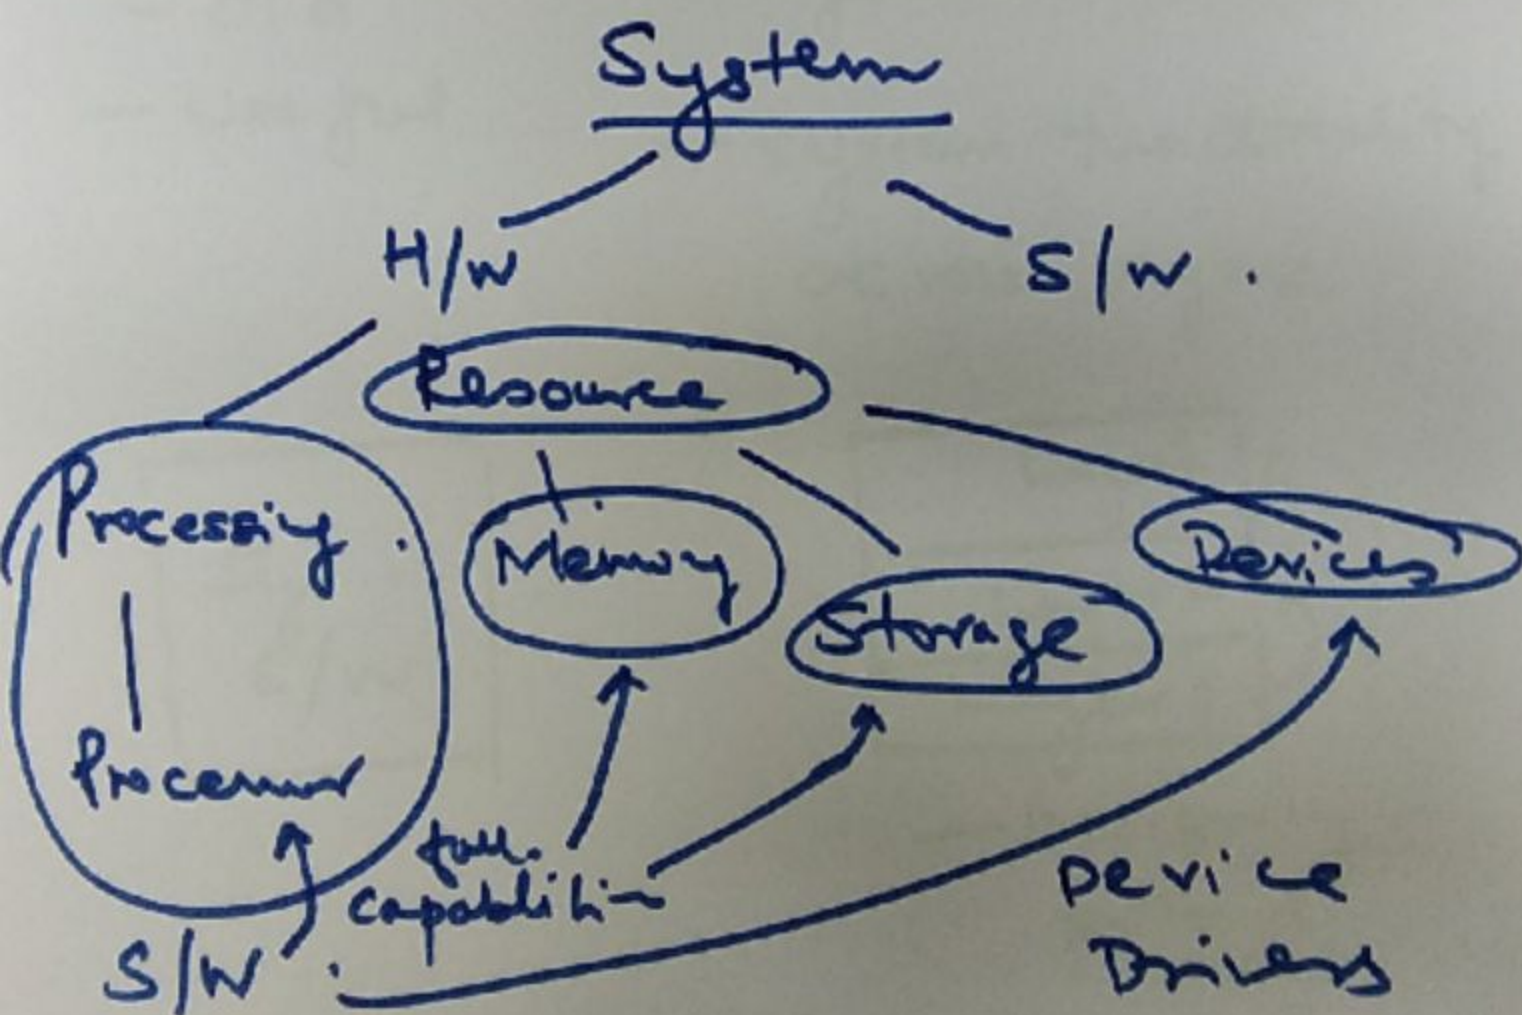 System
H/W
S/W .
Resource
Processing .
Memory
Devices
Storage
Processor
full.
capabilities
S/W .
Device
Drivers